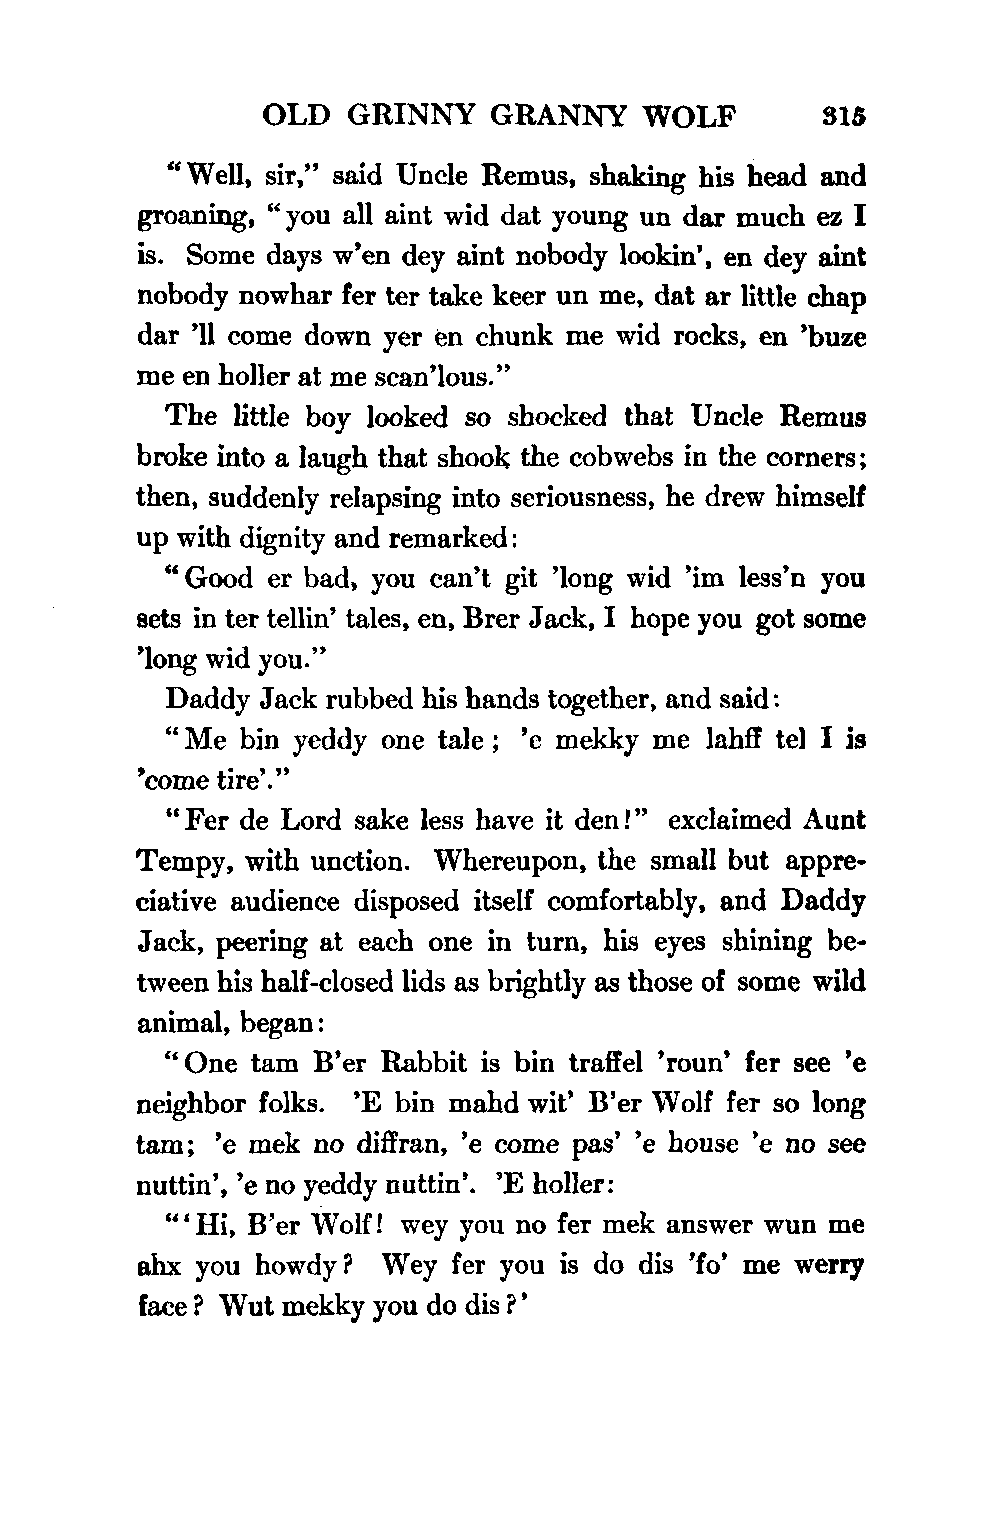 OLD GRINNY GRANNY WOLF 315
"Well, sir," said Uncle Remus, shaking his head and
groaning, "you all aint wid dat young un dar much ez I
is. Some days w'en dey aint nobody lookin', en dey aint
nobody nowhar fer ter take keer un me, dat ar little chap
dar 'll come down yer en chunk me wid rocks, en 'buze
me en holler at me scan'lous."
The little boy looked so shocked that Uncle Remus
broke into a laugh that shook the cobwebs in the corners;
then, suddenly relapsing into seriousness, he drew himself
up with dignity and remarked:
"Good er bad, you can't git 'long wid 'im less'n you
sets in ter tellin' tales, en, Brer Jack, I hope you got some
'long wid you."
Daddy Jack rubbed his hands together, and said:
"Me bin yeddy one tale; 'e mekky me lahff tel I is
'come tire'."
"Fer de Lord sake less have it den!" exclaimed Aunt
Tempy, with unction. Whereupon, the small but appre-
ciative audience disposed itself comfortably, and Daddy
Jack, peering at each one in turn, his eyes shining be-
tween his half-closed lids as brightly as those of some wild
animal, began:
"One tam B'er Rabbit is bin traffel 'roun' fer see 'e
neighbor folks. 'E bin mahd wit' B'er Wolf fer so long
tam; 'e mek no diffran, 'e come pas' 'e house 'e no see
nuttin', 'e no yeddy nuttin'. 'E holler:
"'Hi, B'er Wolf! wey you no fer mek answer wun me
ahx you howdy? Wey fer you is do dis 'fo' me werry
face? Wut mekky you do dis?'